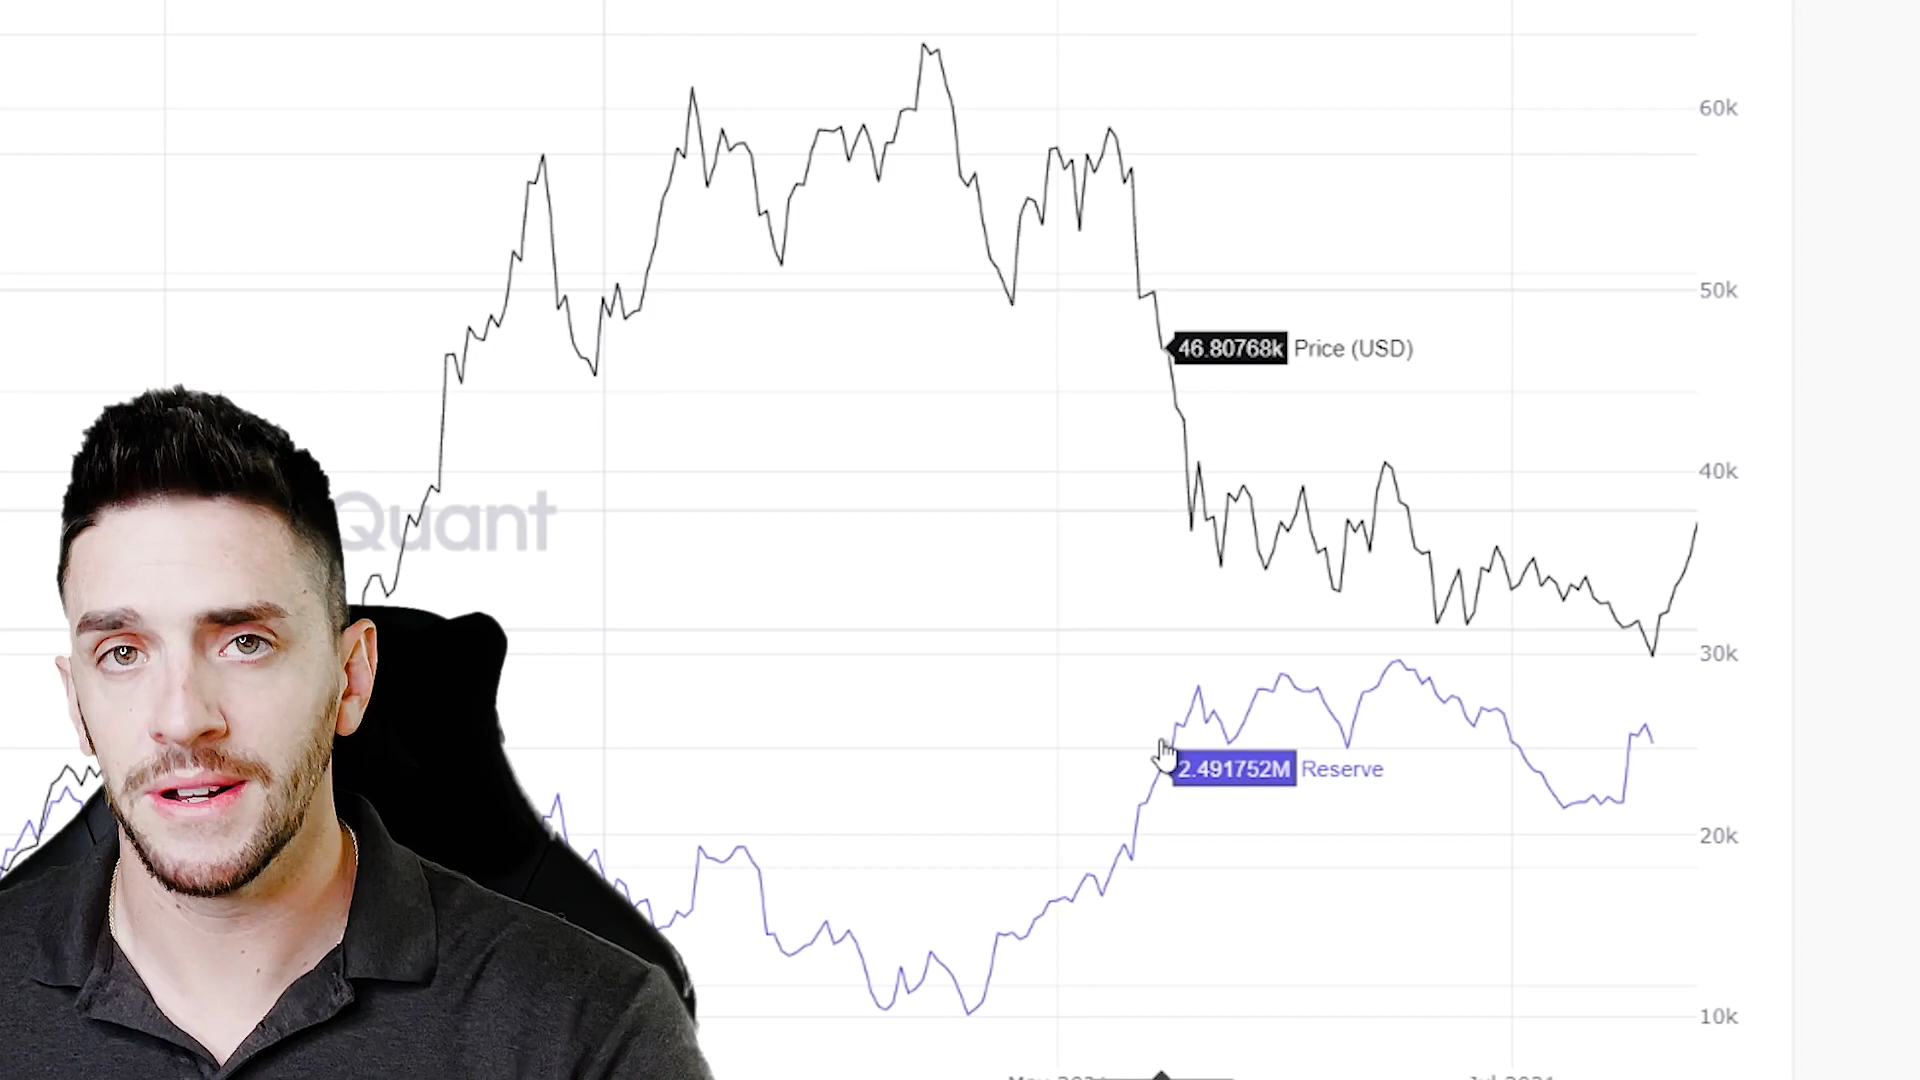 60k
50k
46.80768k Price (USD)
40k
Quant
30k
2.491752M Reserve
20k
10k